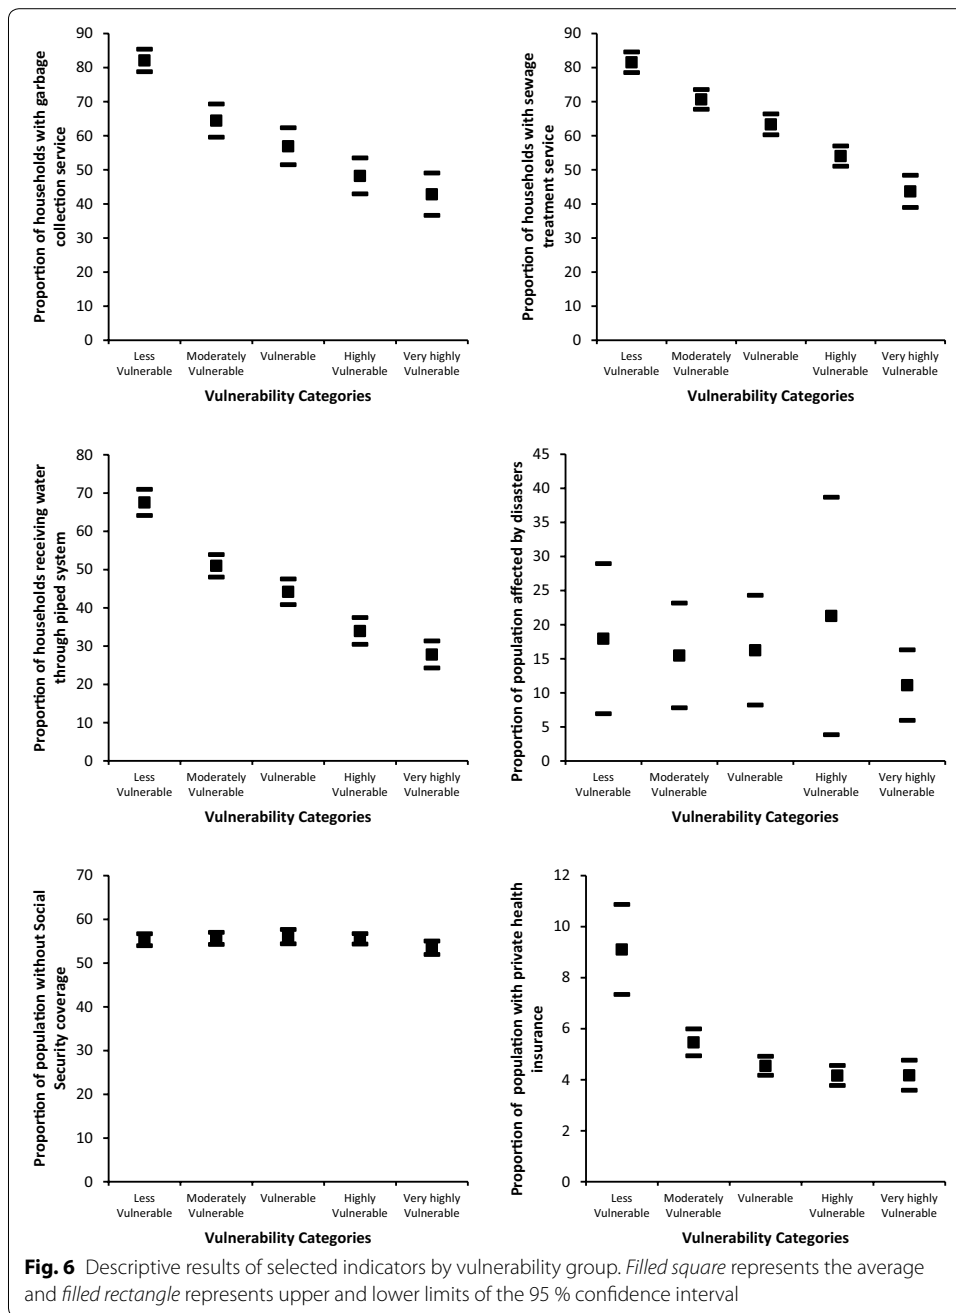 Proportion of households with garbage
collection service
90
80
70
60
50
40
30
20
10
0
Less
Vulnerable
Moderately
Vulnerable
Vulnerable
Highly
Vulnerable
Very highly
Vulnerable
Vulnerability Categories
Proportion of households with sewage
treatment service
90
80
70
60
50
40
30
20
10
0
Less
Vulnerable
Moderately
Vulnerable
Vulnerable
Highly
Vulnerable
Very highly
Vulnerable
Vulnerability Categories
Proportion of households receiving water
through piped system
80
70
60
50
40
30
20
10
0
Less
Vulnerable
Moderately
Vulnerable
Vulnerable
Highly
Vulnerable
Very highly
Vulnerable
Vulnerability Categories
Proportion of population affected by disasters
45
40
35
30
25
20
15
10
5
0
Less
Vulnerable
Moderately
Vulnerable
Vulnerable
Highly
Vulnerable
Very highly
Vulnerable
Vulnerability Categories
Proportion of population without Social
Security coverage
70
60
50
40
30
20
10
0
Less
Vulnerable
Moderately
Vulnerable
Vulnerable
Highly
Vulnerable
Very highly
Vulnerable
Vulnerability Categories
Proportion of population with private health
insurance
12
10
8
6
4
2
0
Less
Vulnerable
Moderately
Vulnerable
Vulnerable
Highly
Vulnerable
Very highly
Vulnerable
Vulnerability Categories
Fig. 6 Descriptive results of selected indicators by vulnerability group. Filled square represents the average
and filled rectangle represents upper and lower limits of the 95 % confidence interval